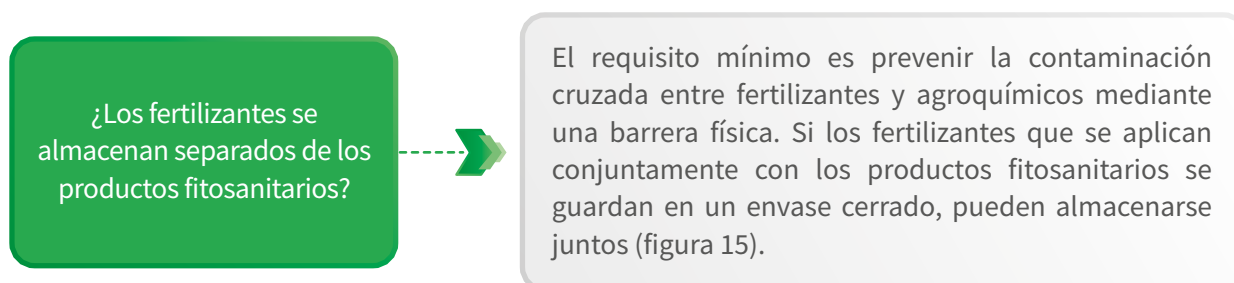 ¿Los fertilizantes se
almacenan separados de los
productos fitosanitarios?
El requisito mínimo es prevenir la contaminación
cruzada entre fertilizantes y agroquímicos mediante
una barrera física. Si los fertilizantes que se aplican
conjuntamente con los productos fitosanitarios se
guardan en un envase cerrado, pueden almacenarse
juntos (figura 15).